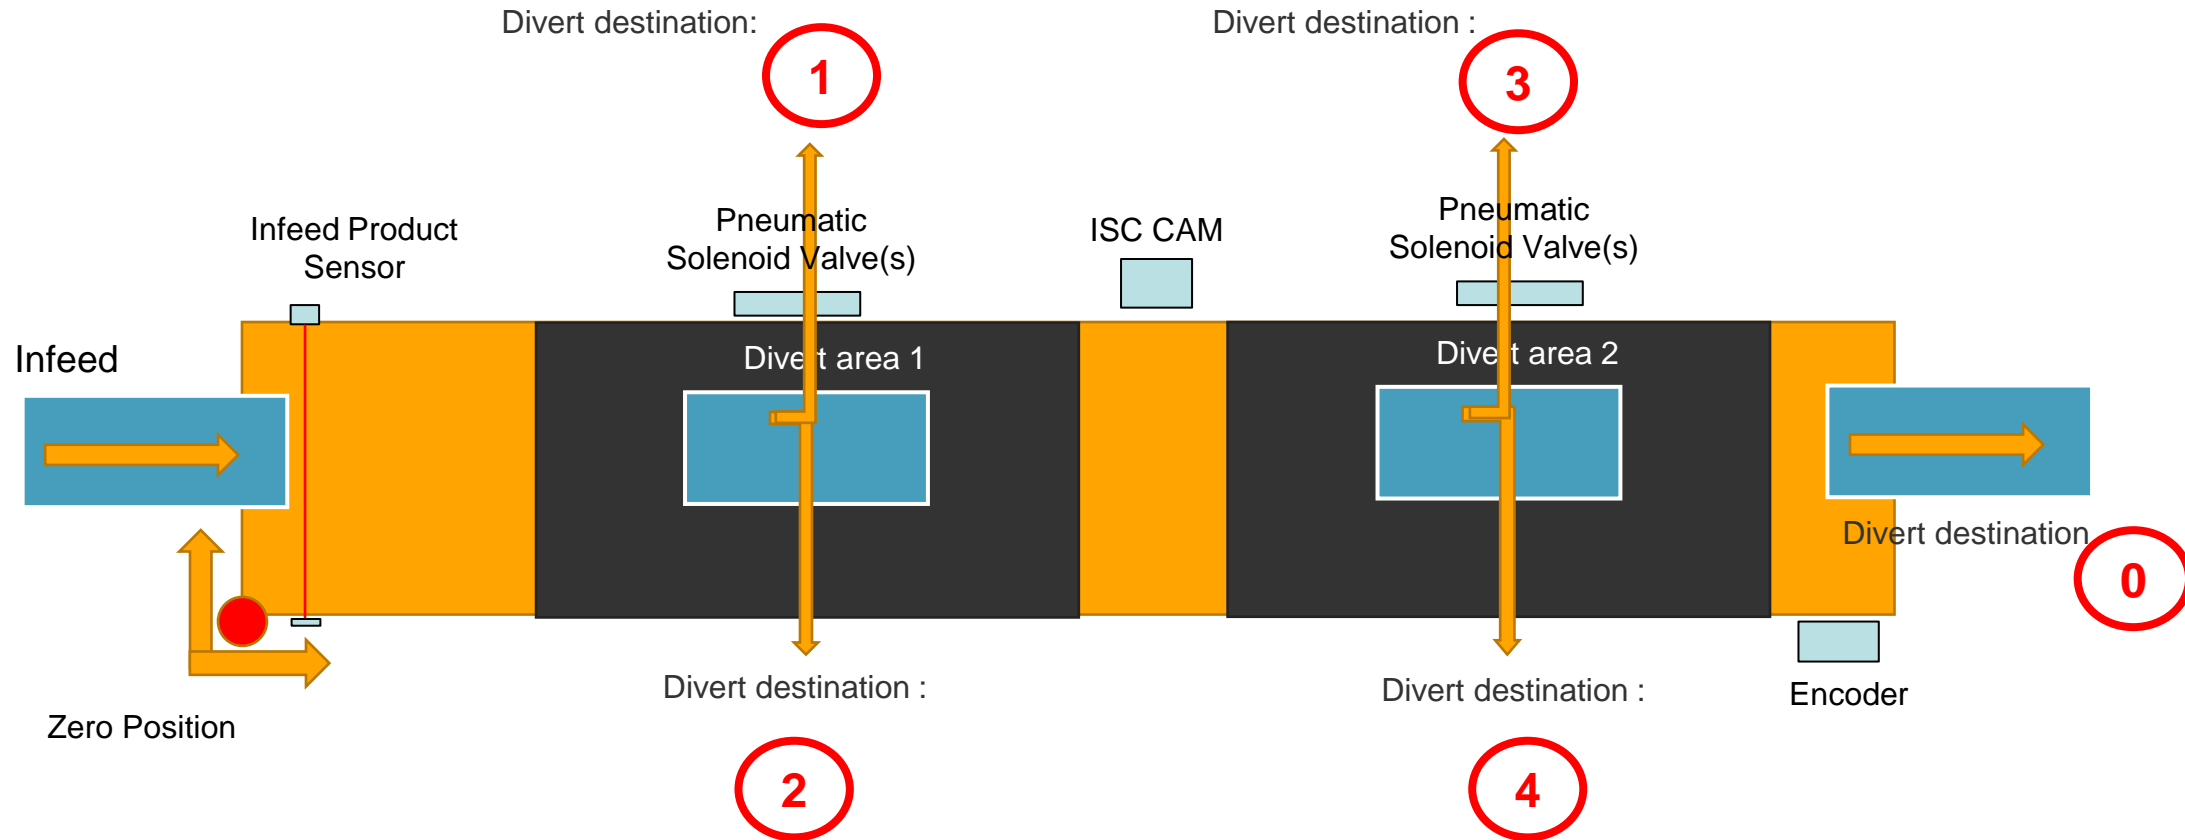 Divert destination:
1
Divert destination :
3
Infeed Product
Sensor
Pneumatic
Solenoid Valve(s)
ISC CAM
Pneumatic
Solenoid Valve(s)
Infeed
Divert area 1
Divert area 2
Divert destination
0
Zero Position
Divert destination :
2
Divert destination :
4
Encoder